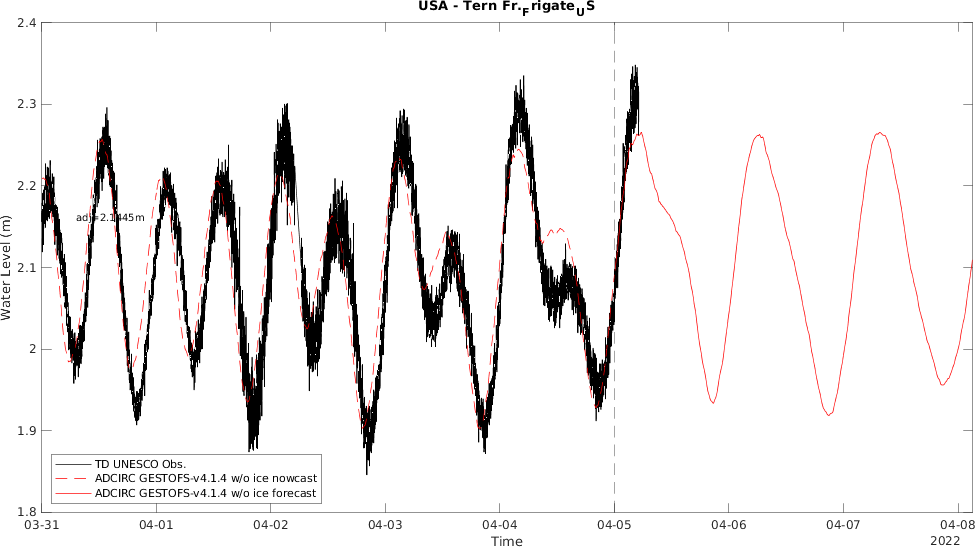 USA - Tern Fr.FrigateUS
2.4
2.3
2.2
2.1
2
1.9
1.8
Water Level (m)
adj=2.1445m
TD UNESCO Obs.
ADCIRC GESTOFS-v4.1.4 w/o ice nowcast
ADCIRC GESTOFS-v4.1.4 w/o ice forecast
03-31 04-01 04-02 04-03 04-04 04-05 04-06 04-07 04-08
Time
2022